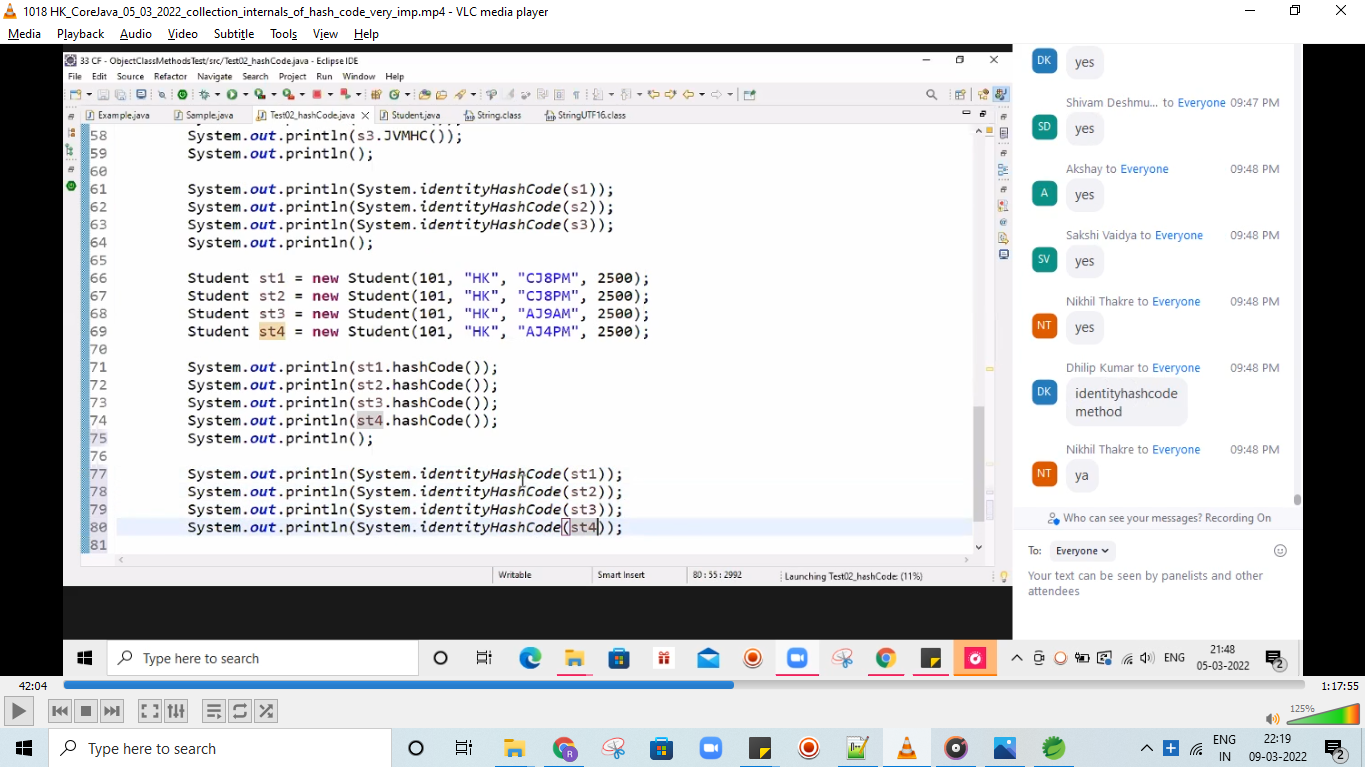 1018 HK_CoreJava_05_03_2022_collection_internals_of_hash_code_very_imp.mp4 - VLC media player
Media Playback Audio Video Subtitle Tools View Help
33 CF - ObjectClassMethodsTest/src/Test02_hashCode.java - Eclipse IDE
File Edit Source Refactor Navigate Search Project Run Window Help
Example.java Sample.java Test02_hashCode.java Student.java String.class StringUTF16.class
58 System.out.println(s3.JVMHC());
59 System.out.println();
60
61 System.out.println(System.identityHashCode(s1));
62 System.out.println(System.identityHashCode(s2));
63 System.out.println(System.identityHashCode(s3));
64 System.out.println();
65
66 Student st1 = new Student(101, "HK", "CJ8PM", 2500);
67 Student st2 = new Student(101, "HK", "CJ8PM", 2500);
68 Student st3 = new Student(101, "HK", "AJ9AM", 2500);
69 Student st4 = new Student(101, "HK", "AJ4PM", 2500);
70
71 System.out.println(st1.hashCode());
72 System.out.println(st2.hashCode());
73 System.out.println(st3.hashCode());
74 System.out.println(st4.hashCode());
75 System.out.println();
76
77 System.out.println(System.identityHashCode(st1));
78 System.out.println(System.identityHashCode(st2));
79 System.out.println(System.identityHashCode(st3));
80 System.out.println(System.identityHashCode(st4));
81
Writable Smart Insert 80 : 55 : 2992 Launching Test02_hashCode: (11%)
DK yes
Shivam Deshmu... to Everyone 09:47 PM
SD yes
Akshay to Everyone 09:48 PM
A yes
Sakshi Vaidya to Everyone 09:48 PM
SV yes
Nikhil Thakre to Everyone 09:48 PM
NT yes
Dhilip Kumar to Everyone 09:48 PM
DK identityhashcode
method
Nikhil Thakre to Everyone 09:48 PM
NT ya
Who can see your messages? Recording On
To: Everyone
Your text can be seen by panelists and other
attendees
Type here to search
ENG
21:48
05-03-2022
2
42:04 1:17:55
125%
Type here to search
R
ENG
IN
22:19
09-03-2022
2